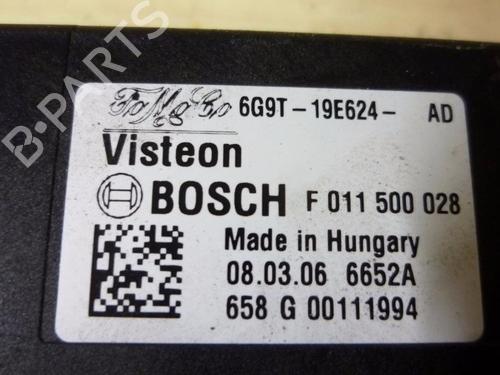 B-PARTS
FoMoCo 6G9T-19E624- AD
Visteon
BOSCH F 011 500 028
Made in Hungary
08.03.06 6652A
658 G 00111994